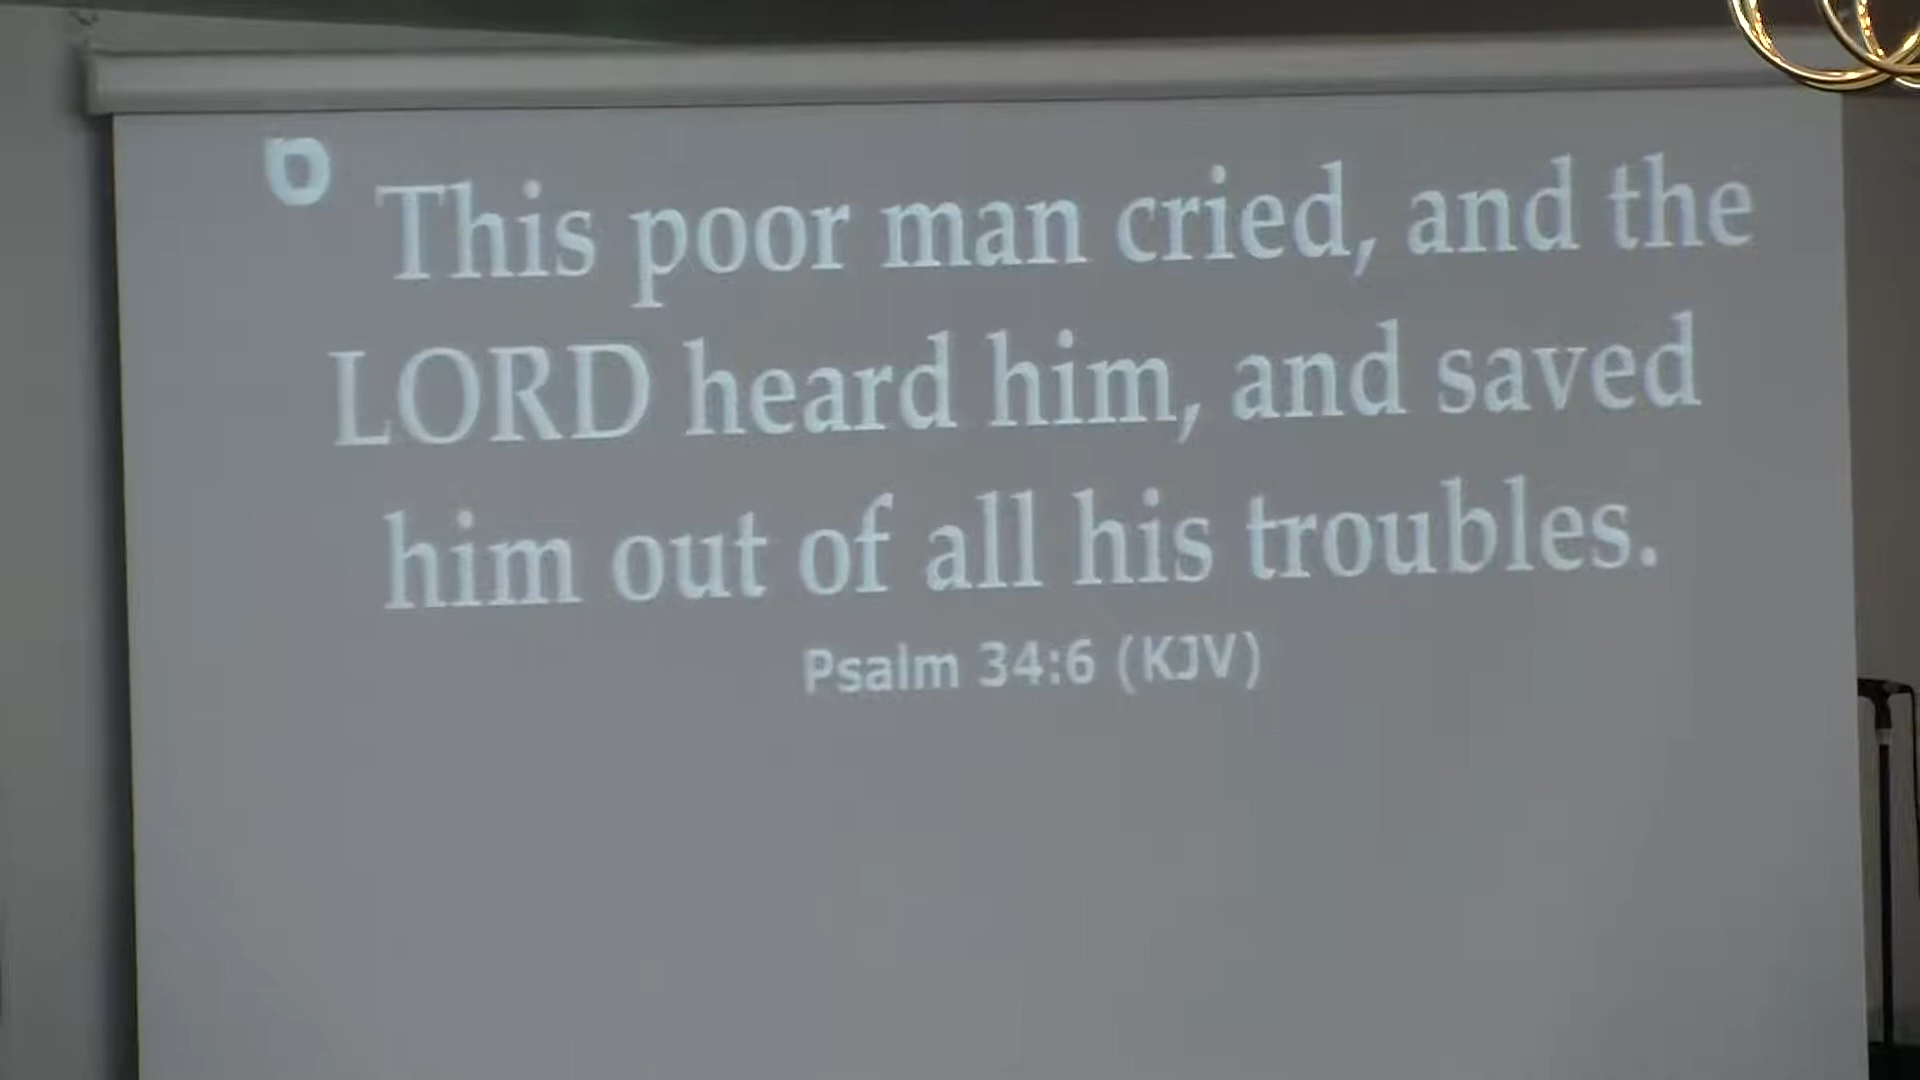 6 This poor man cried, and the
LORD heard him, and saved
him out of all his troubles.
Psalm 34:6 (KJV)